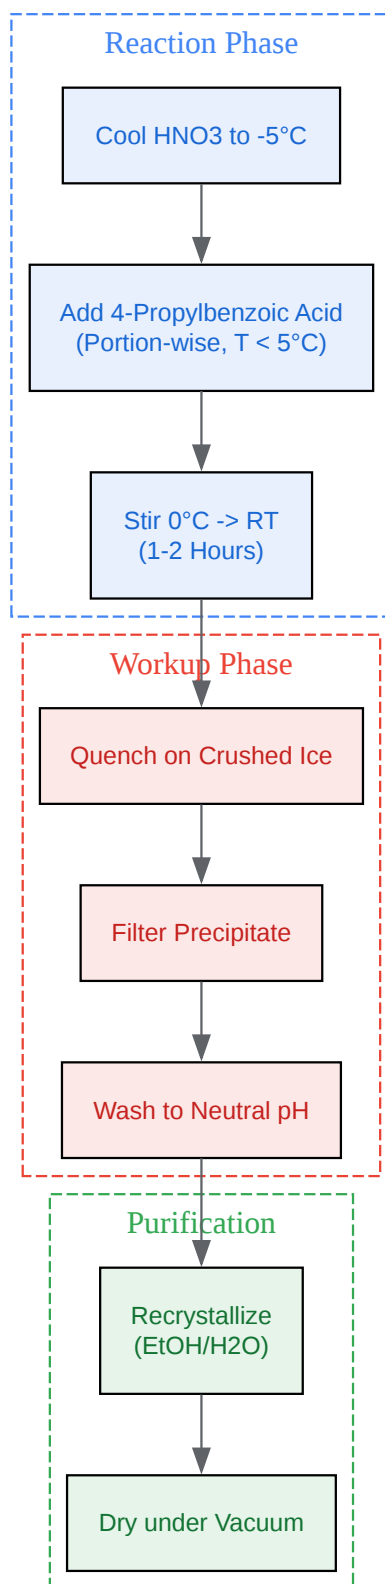 Reaction Phase
Cool HNO3 to -5°C
Add 4-Propylbenzoic Acid
(Portion-wise, T < 5°C)
Stir 0°C -> RT
(1-2 Hours)
Workup Phase
Quench on Crushed Ice
Filter Precipitate
Wash to Neutral pH
Purification
Recrystallize
(EtOH/H2O)
Dry under Vacuum